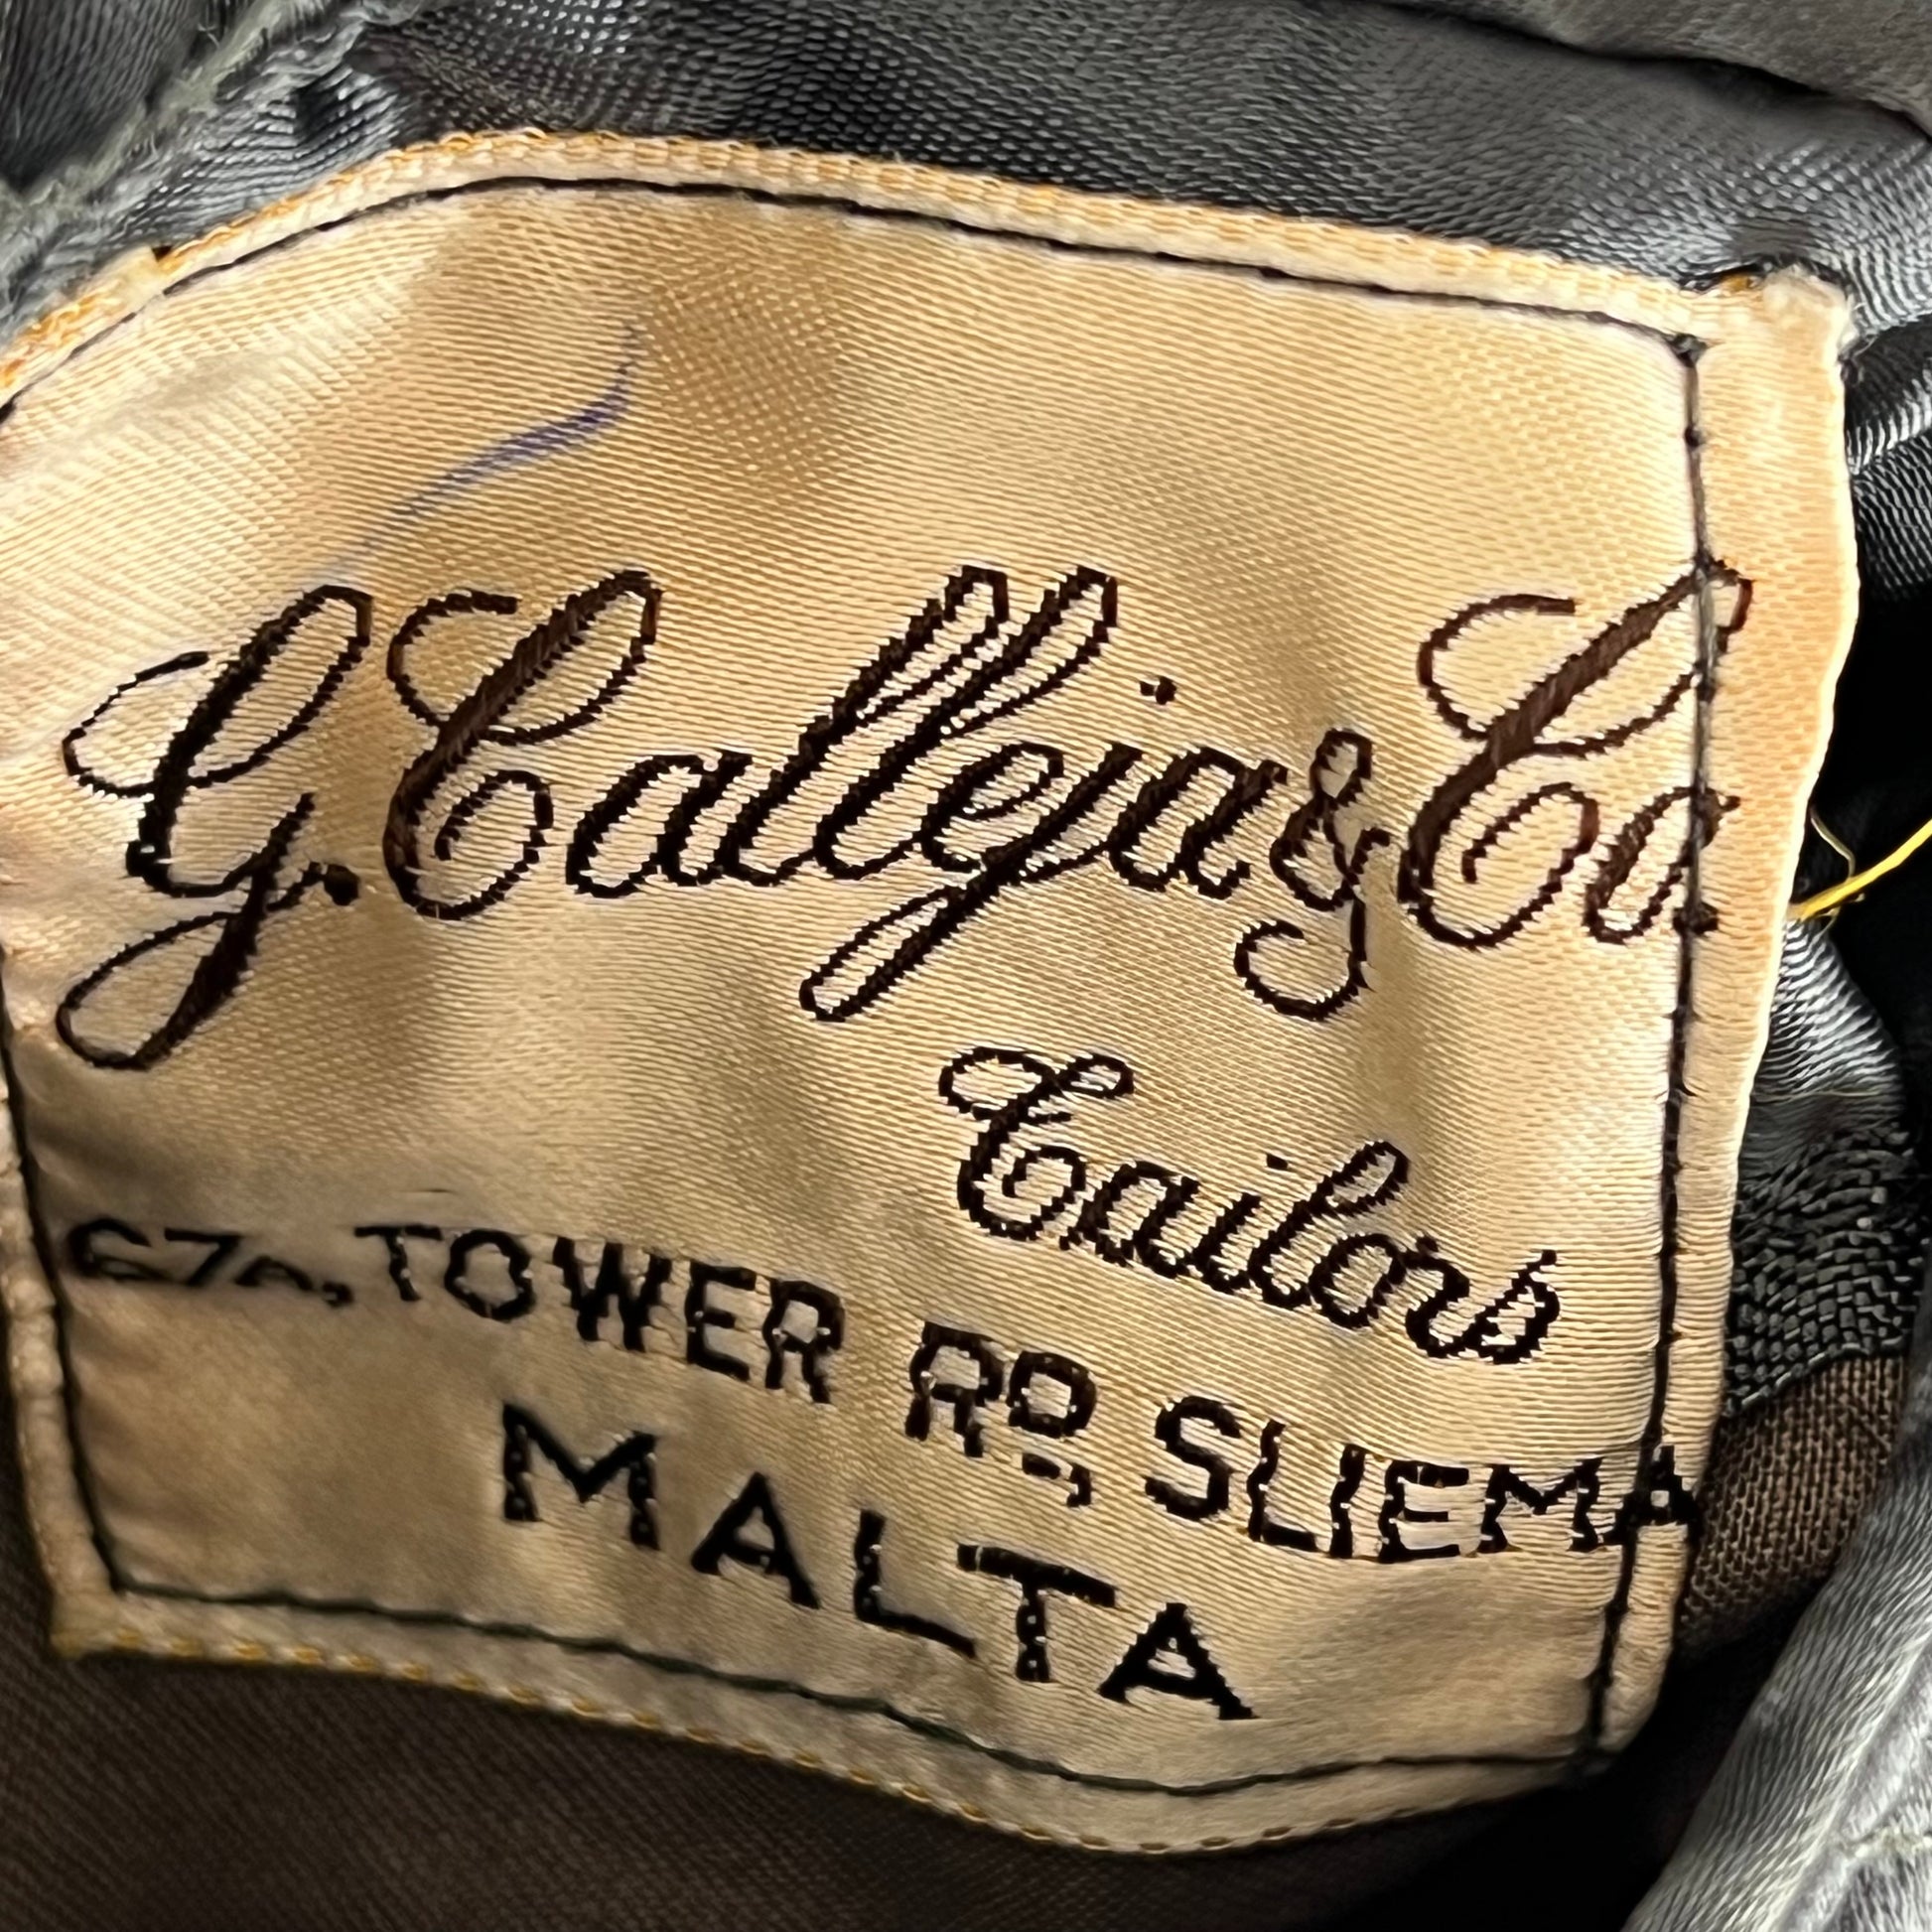 G. Calleja & Co.
Tailors
67A, TOWER RD., SLIEMA
MALTA